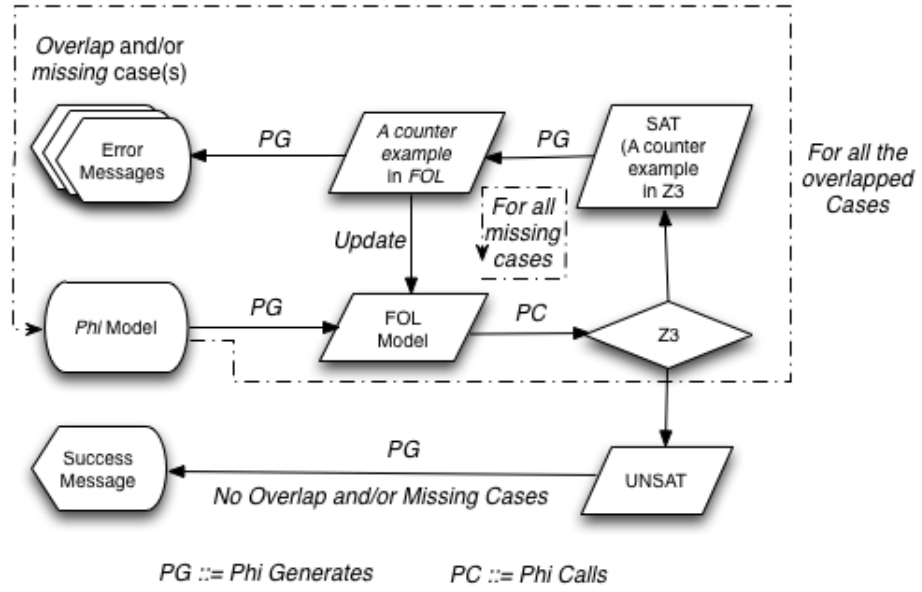 Overlap and/or
missing case(s)
Error
Messages
PG
A counter
example
in FOL
PG
SAT
(A counter
example
in Z3
For all the
overlapped
Cases
Update
For all
missing
cases
Phi Model
PG
FOL
Model
PC
Z3
Success
Message
PG
No Overlap and/or Missing Cases
UNSAT
PG ::= Phi Generates
PC ::= Phi Calls